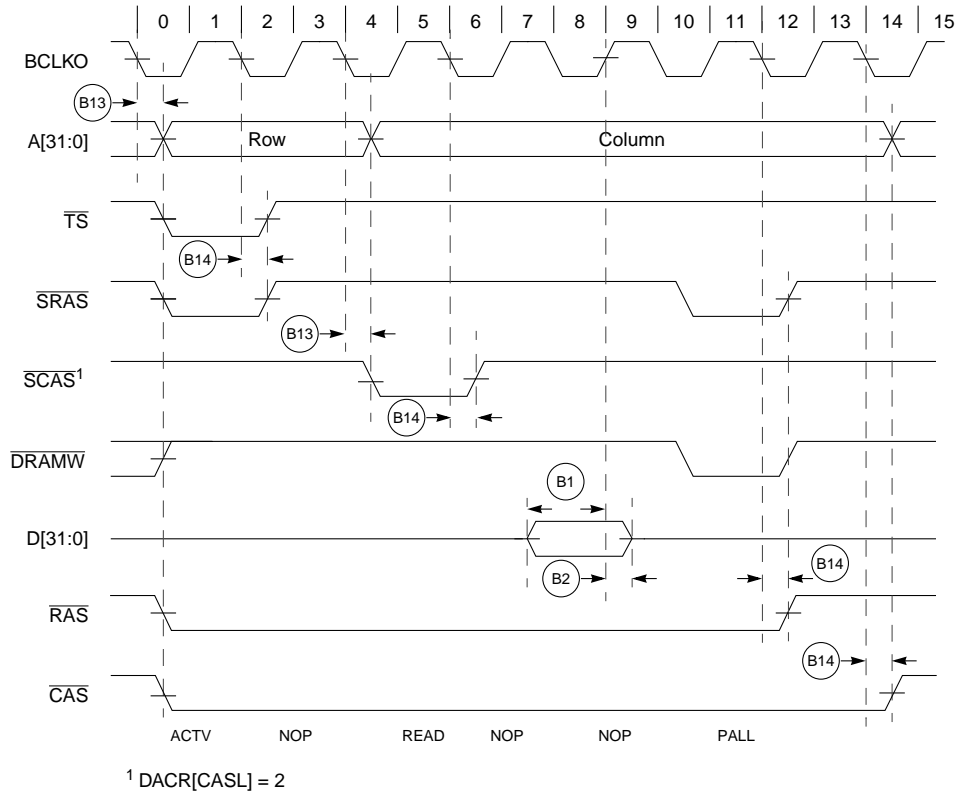 0 1 2 3 4 5 6 7 8 9 10 11 12 13 14 15
BCLKO
B13
A[31:0] Row Column
TS
B14
SRAS
B13
SCAS1
B14
DRAMW
B1
D[31:0]
B2 B14
RAS
B14
CAS
ACTV NOP READ NOP NOP PALL
1 DACR[CASL] = 2